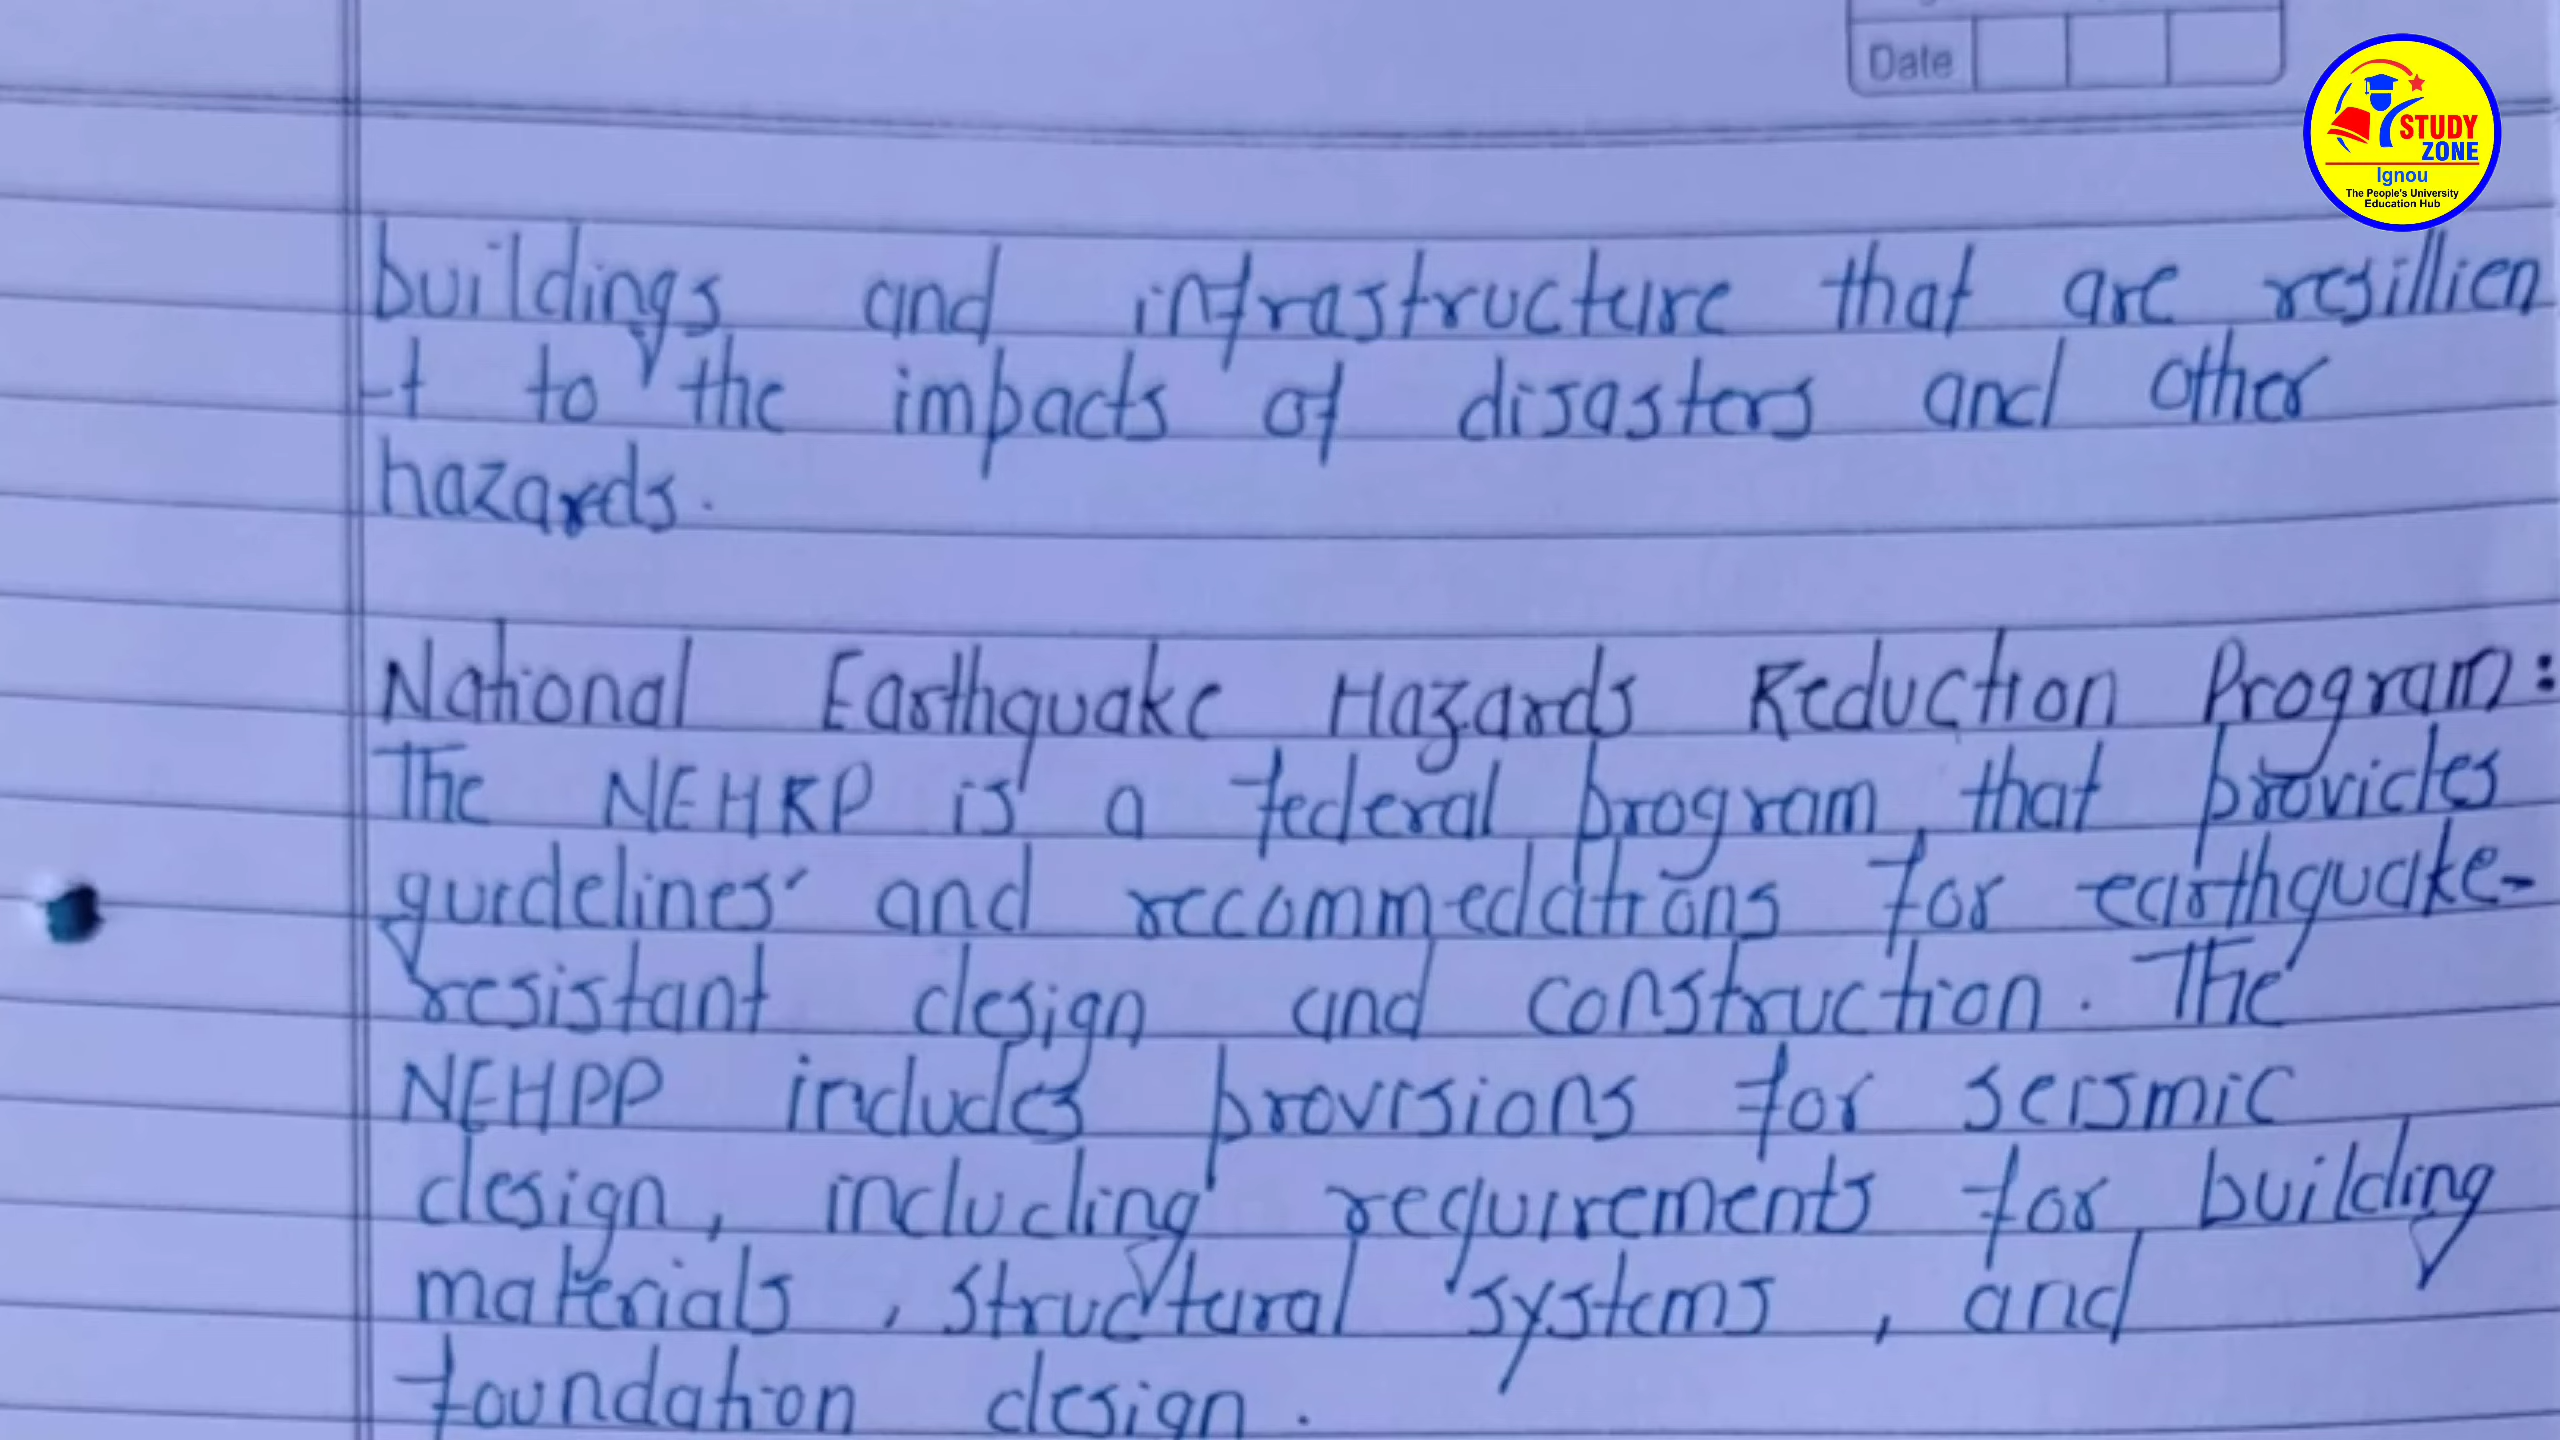 Date
STUDY
ZONE
Ignou
The People's University
Education Hub
buildings and infrastructure that are resillien
-t to the impacts of disasters and other
hazards.
National Earthquake Hazards Reduction Program:
The NEHRP is a federal program that provides
guidelines and recommedations for earthquake-
resistant design and construction. The
NEHPP includes provisions for seismic
design, including requirements for building
materials, structural systems, and
foundation design.